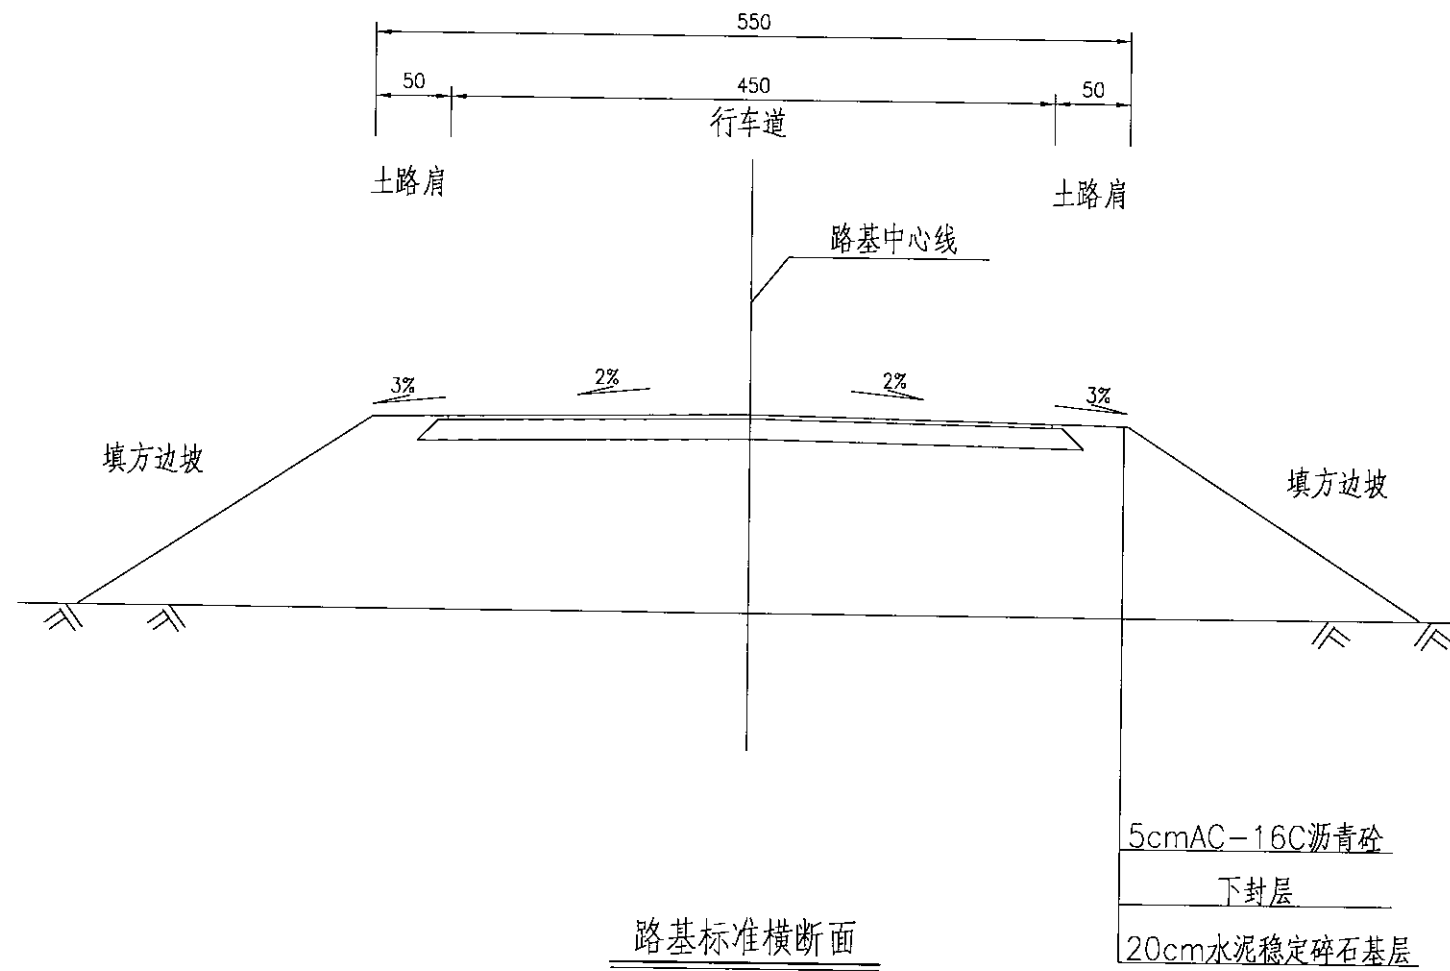 550
50 450 50
行车道
土路肩 土路肩
路基中心线
3% 2% 2% 3%
填方边坡 填方边坡
5cmAC-16C沥青砼
下封层
20cm水泥稳定碎石基层
路基标准横断面